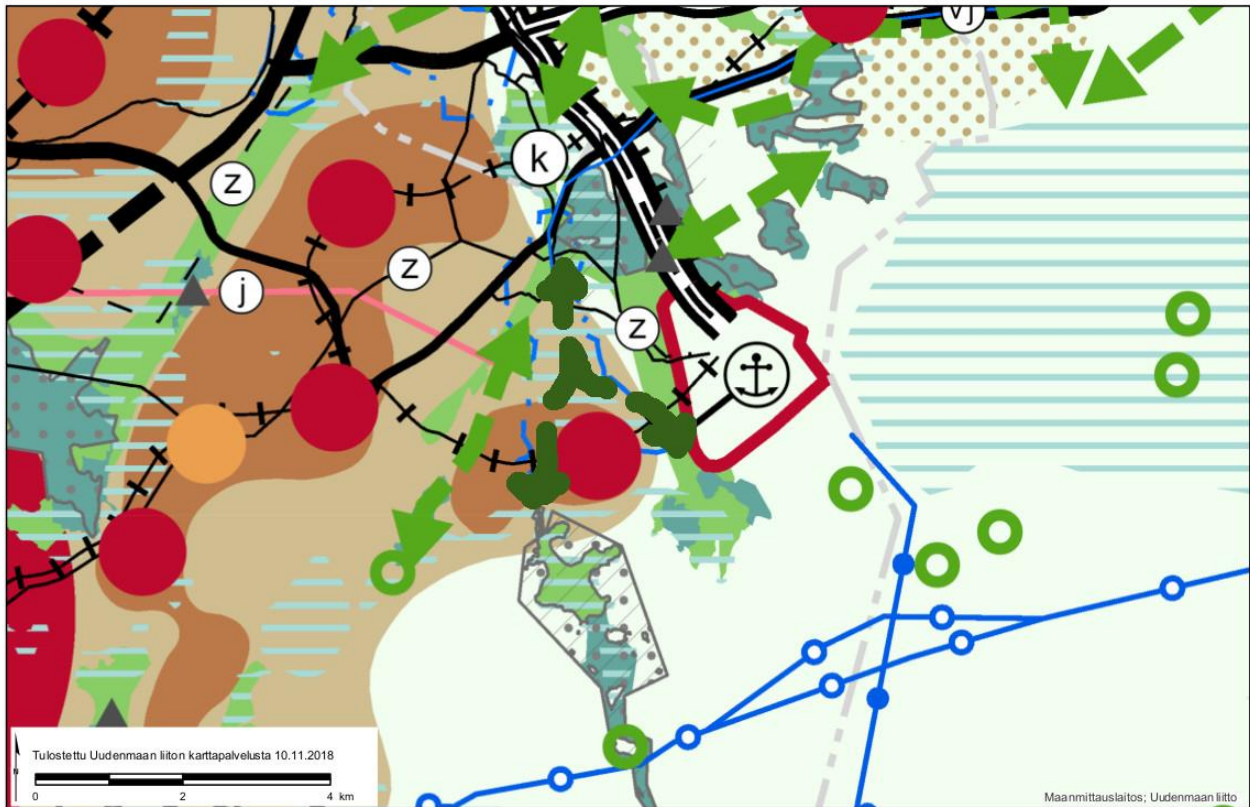 vj
k
z
z
j
z
Tulostettu Uudenmaan liiton karttapalvelusta 10.11.2018
N
0 2 4 km
Maanmittauslaitos; Uudenmaan liitto